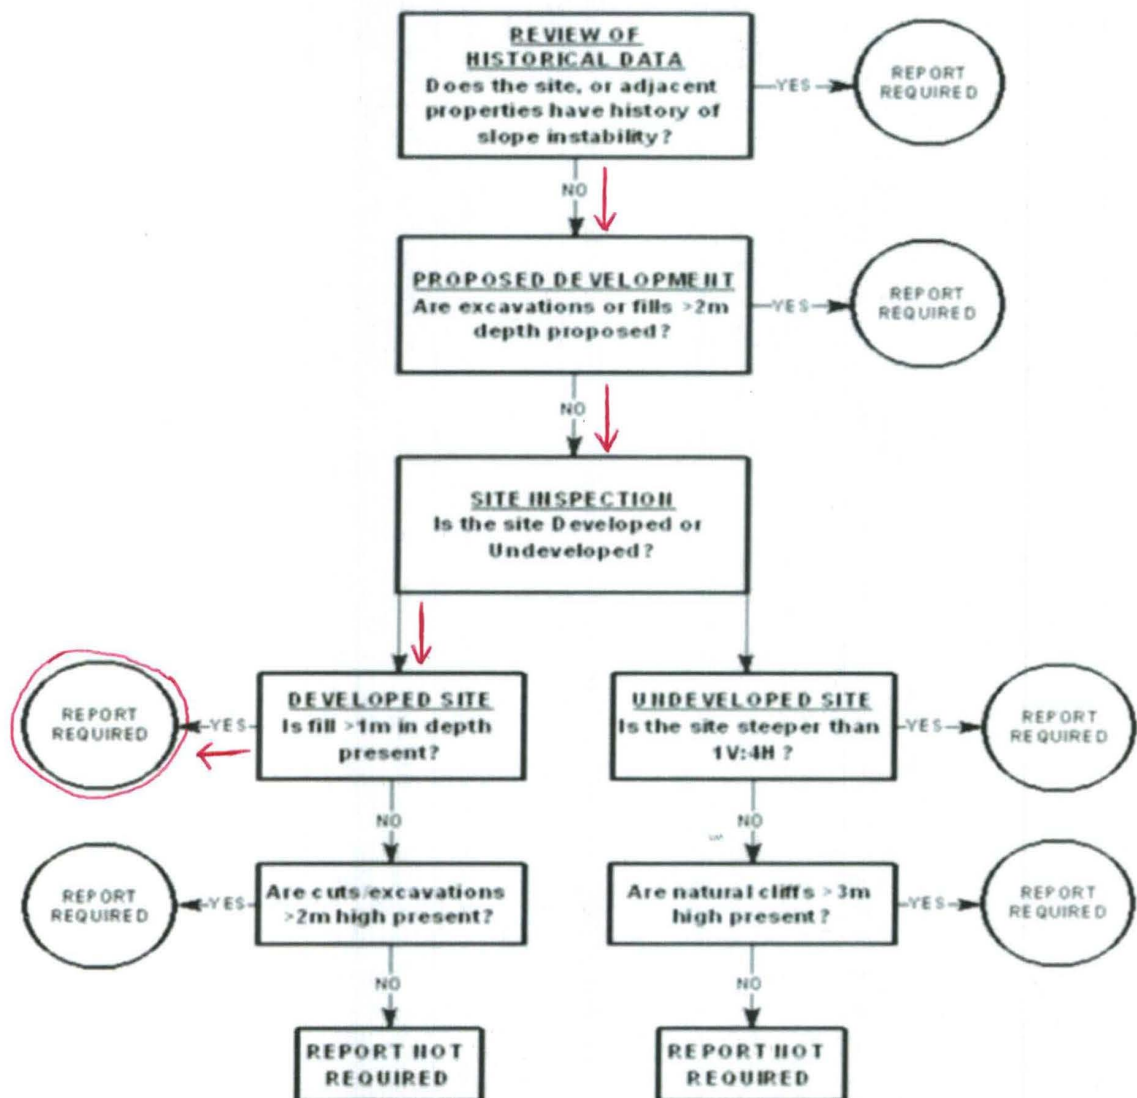 REVIEW OF
HISTORICAL DATA
Does the site, or adjacent
properties have history of
slope instability?
YES
REPORT
REQUIRED
NO
PROPOSED DEVELOPMENT
Are excavations or fills >2m
depth proposed?
YES
REPORT
REQUIRED
NO
SITE INSPECTION
Is the site Developed or
Undeveloped?
REPORT
REQUIRED
YES
DEVELOPED SITE
Is fill >1m in depth
present?
UNDEVELOPED SITE
Is the site steeper than
1V:4H ?
YES
REPORT
REQUIRED
NO
NO
REPORT
REQUIRED
YES
Are cuts/excavations
>2m high present?
Are natural cliffs >3m
high present?
YES
REPORT
REQUIRED
NO
NO
REPORT NOT
REQUIRED
REPORT NOT
REQUIRED